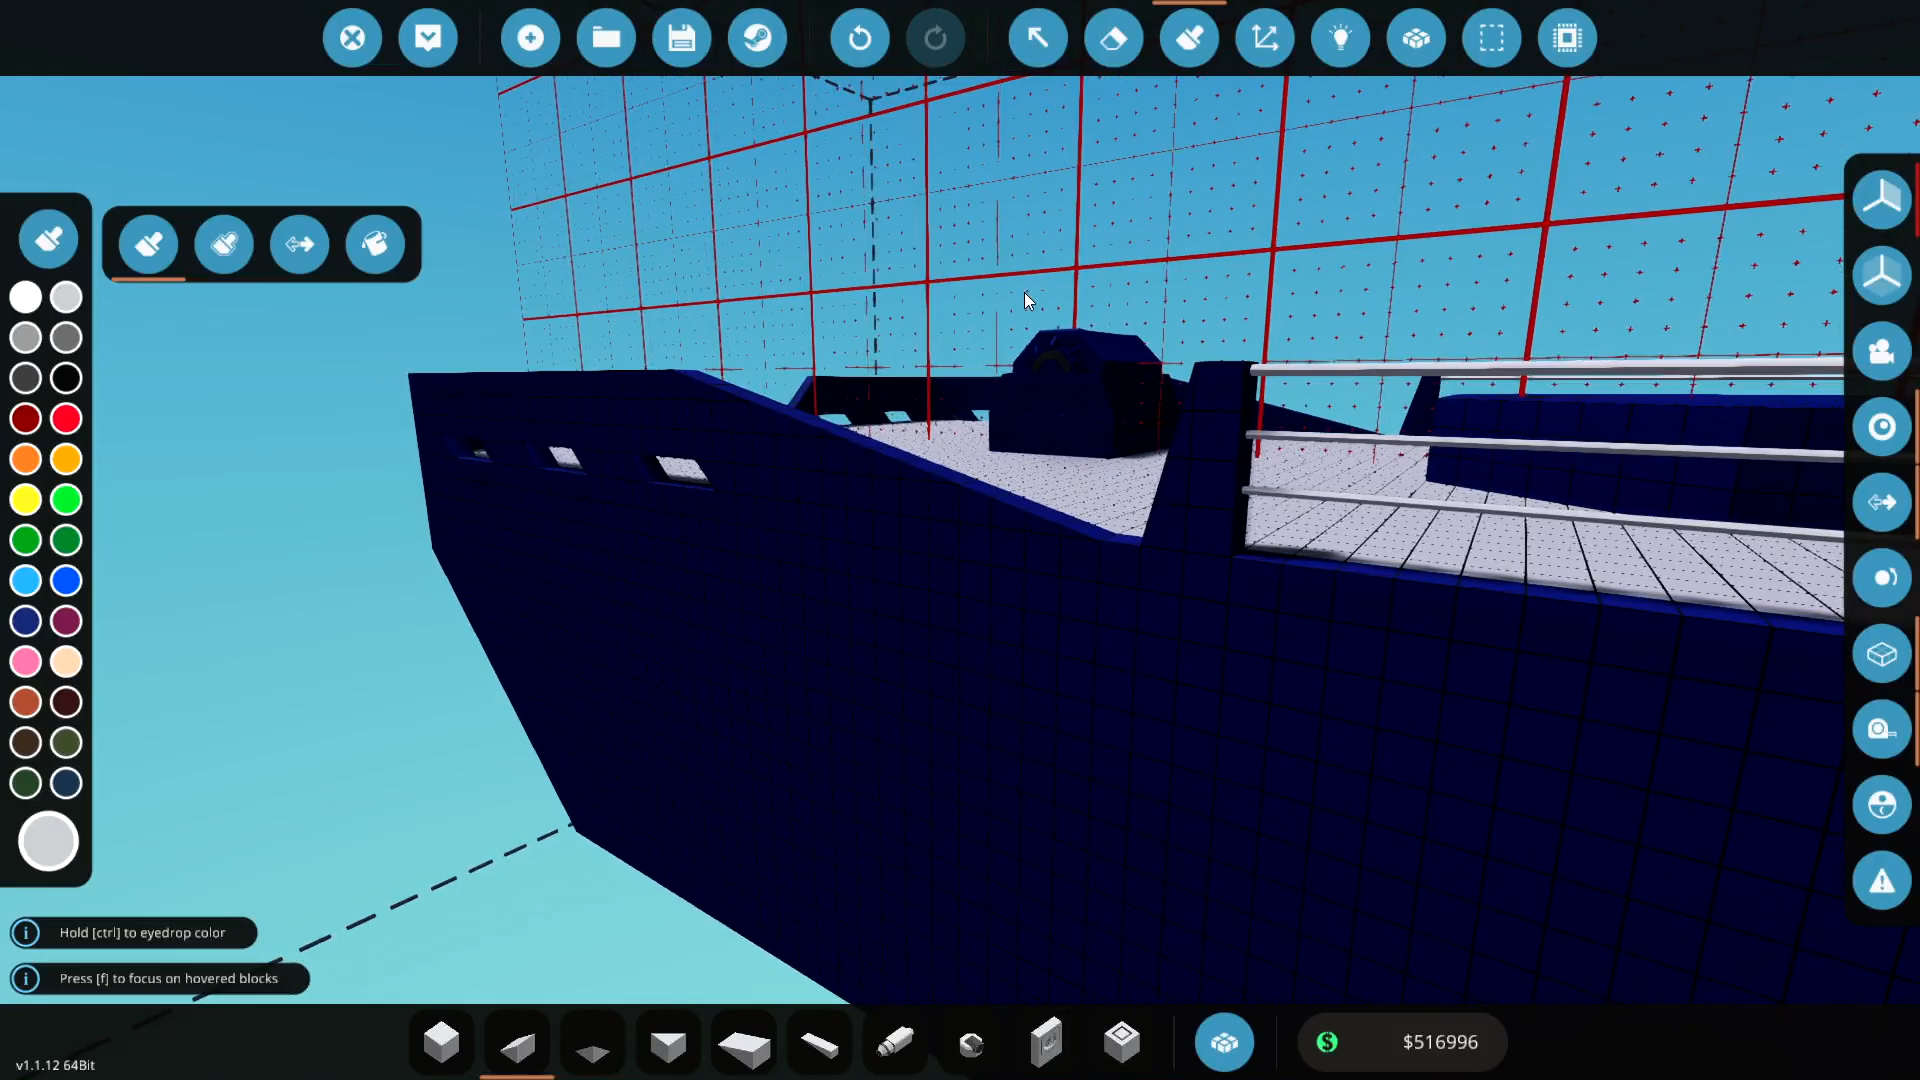 Hold [ctrl] to eyedrop color
Press [f] to focus on hovered blocks
$516996
v1.1.12 64Bit